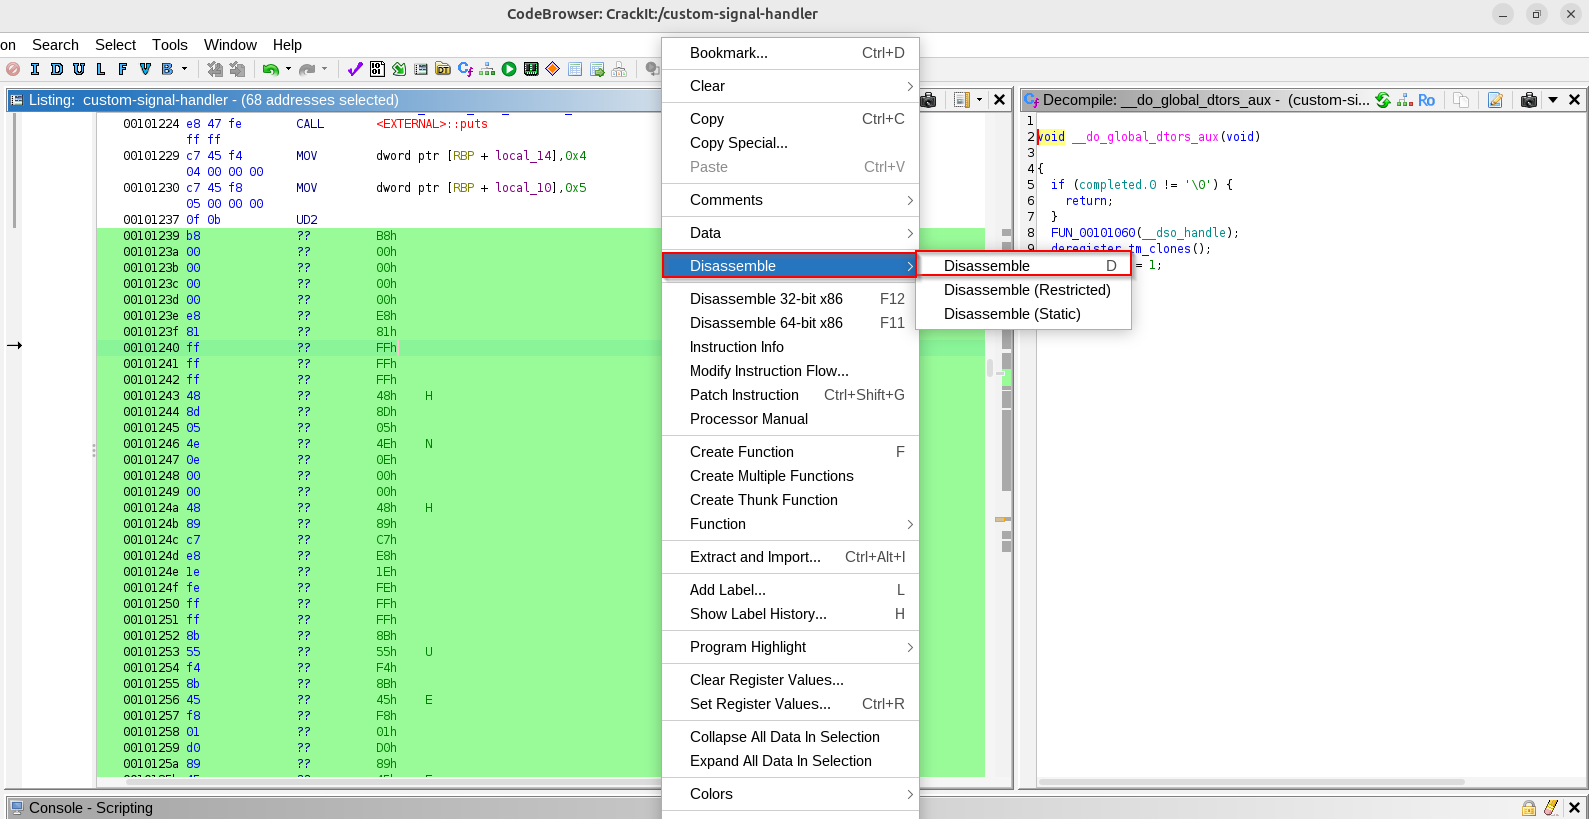 CodeBrowser: CrackIt:/custom-signal-handler
on Search Select Tools Window Help
I D U L F V B
Listing: custom-signal-handler - (68 addresses selected)
00101224 e8 47 fe CALL <EXTERNAL>::puts
ff ff
00101229 c7 45 f4 MOV dword ptr [RBP + local_14],0x4
04 00 00 00
00101230 c7 45 f8 MOV dword ptr [RBP + local_10],0x5
05 00 00 00
00101237 0f 0b UD2
00101239 b8 ?? B8h
0010123a 00 ?? 00h
0010123b 00 ?? 00h
0010123c 00 ?? 00h
0010123d 00 ?? 00h
0010123e e8 ?? E8h
0010123f 81 ?? 81h
00101240 ff ?? FFh
00101241 ff ?? FFh
00101242 ff ?? FFh
00101243 48 ?? 48h H
00101244 8d ?? 8Dh
00101245 05 ?? 05h
00101246 4e ?? 4Eh N
00101247 0e ?? 0Eh
00101248 00 ?? 00h
00101249 00 ?? 00h
0010124a 48 ?? 48h H
0010124b 89 ?? 89h
0010124c c7 ?? C7h
0010124d e8 ?? E8h
0010124e 1e ?? 1Eh
0010124f fe ?? FEh
00101250 ff ?? FFh
00101251 ff ?? FFh
00101252 8b ?? 8Bh
00101253 55 ?? 55h U
00101254 f4 ?? F4h
00101255 8b ?? 8Bh
00101256 45 ?? 45h E
00101257 f8 ?? F8h
00101258 01 ?? 01h
00101259 d0 ?? D0h
0010125a 89 ?? 89h
Bookmark... Ctrl+D
Clear
Copy Ctrl+C
Copy Special...
Paste Ctrl+V
Comments
Data
Disassemble
Disassemble 32-bit x86 F12
Disassemble 64-bit x86 F11
Instruction Info
Modify Instruction Flow...
Patch Instruction Ctrl+Shift+G
Processor Manual
Create Function F
Create Multiple Functions
Create Thunk Function
Function
Extract and Import... Ctrl+Alt+I
Add Label... L
Show Label History... H
Program Highlight
Clear Register Values...
Set Register Values... Ctrl+R
Collapse All Data In Selection
Expand All Data In Selection
Colors
Disassemble D
Disassemble (Restricted)
Disassemble (Static)
Decompile: __do_global_dtors_aux - (custom-si... Ro
1
2 void __do_global_dtors_aux(void)
3
4 {
5 if (completed.0 != '\0') {
6 return;
7 }
8 FUN_00101060(__dso_handle);
9 deregister_tm_clones();
= 1;
Console - Scripting